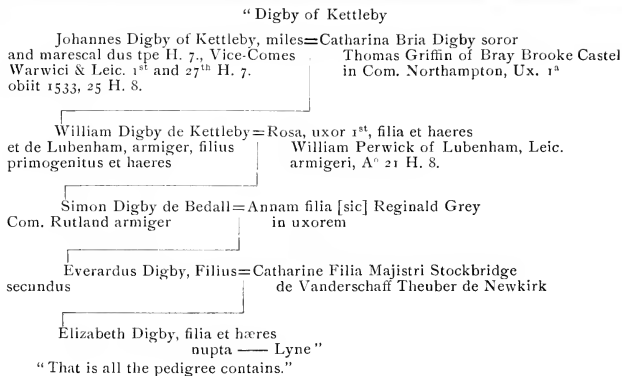 “Digby of Kettleby
Johannes Digby of Kettleby, miles=Catharina Bria Digby soror
and marescal dus tpe H. 7., Vice-Comes Thomas Griffin of Bray Brooke Castel
Warwici & Leic. 1st and 27th H. 7. in Com. Northampton, Ux. 1a
obiit 1533, 25 H. 8.
William Digby de Kettleby=Rosa, uxor 1st, filia et haeres
et de Lubenham, armiger, filius William Perwick of Lubenham, Leic.
primogenitus et haeres armigeri, Ao 21 H. 8.
Simon Digby de Bedall=Annam filia [sic] Reginald Grey
Com. Rutland armiger in uxorem
Everardus Digby, Filius=Catharine Filia Majistri Stockbridge
secundus de Vanderschaff Theuber de Newkirk
Elizabeth Digby, filia et hæres
nupta —— Lyne”
“That is all the pedigree contains.”